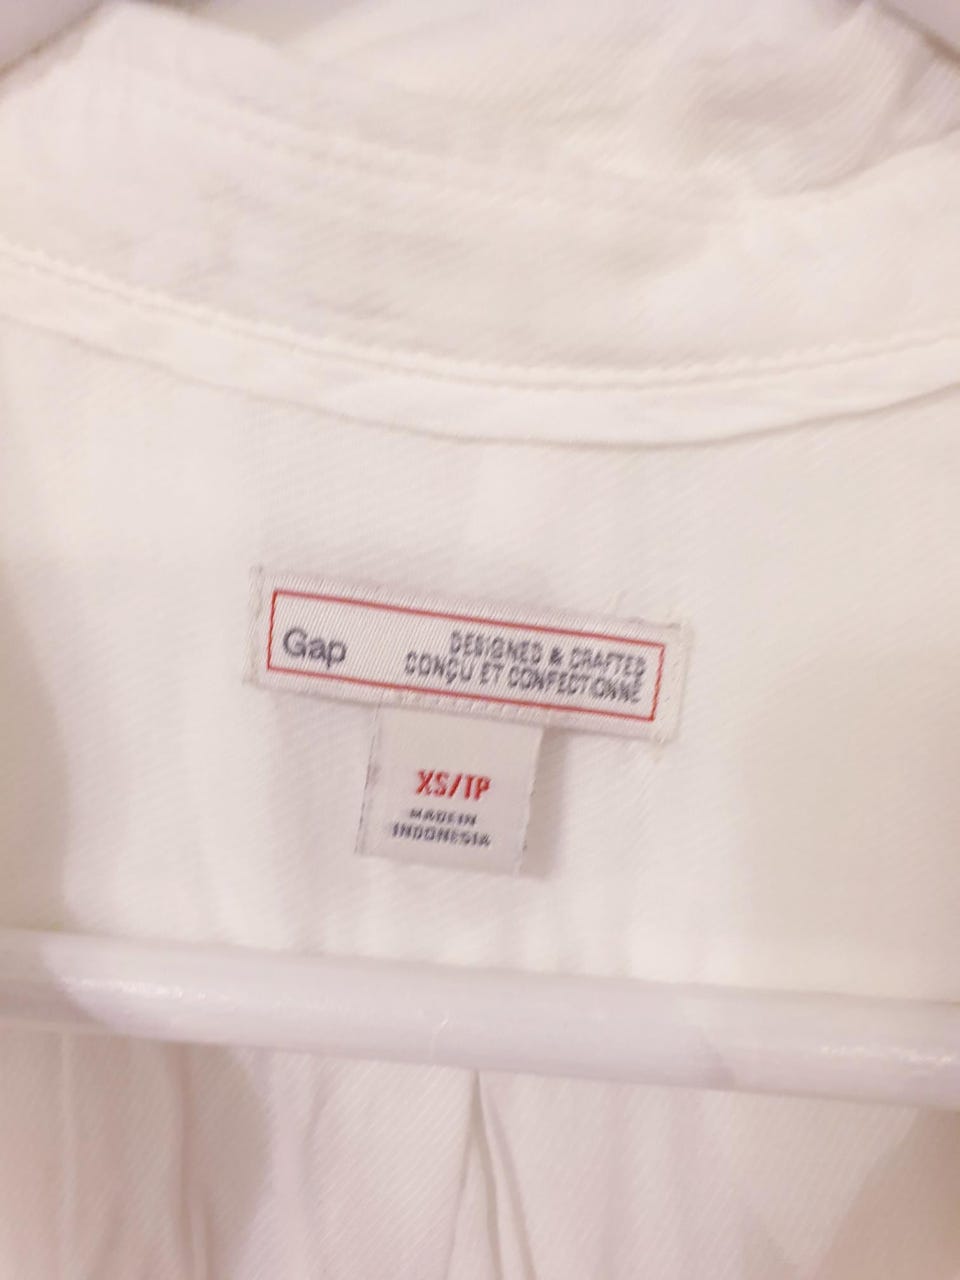 Gap
DESIGNED & CRAFTED
CONÇU ET CONFECTIONNÉ
XS/TP
MADE IN
INDONESIA